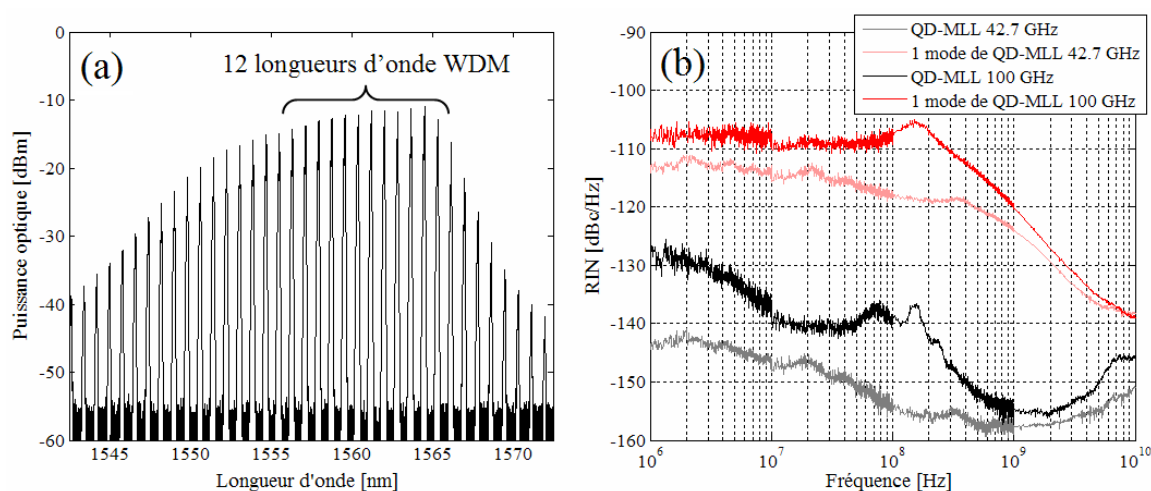 (a)
12 longueurs d'onde WDM
Puissance optique [dBm]
0
-10
-20
-30
-40
-50
-60
1545
1550
1555
1560
1565
1570
Longueur d'onde [nm]
(b)
QD-MLL 42.7 GHz
1 mode de QD-MLL 42.7 GHz
QD-MLL 100 GHz
1 mode de QD-MLL 100 GHz
RIN [dBc/Hz]
-90
-100
-110
-120
-130
-140
-150
-160
10^6
10^7
10^8
10^9
10^10
Fréquence [Hz]